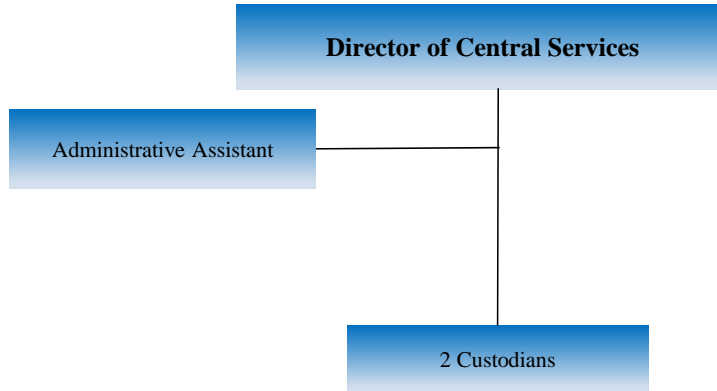 Director of Central Services
Administrative Assistant
2 Custodians